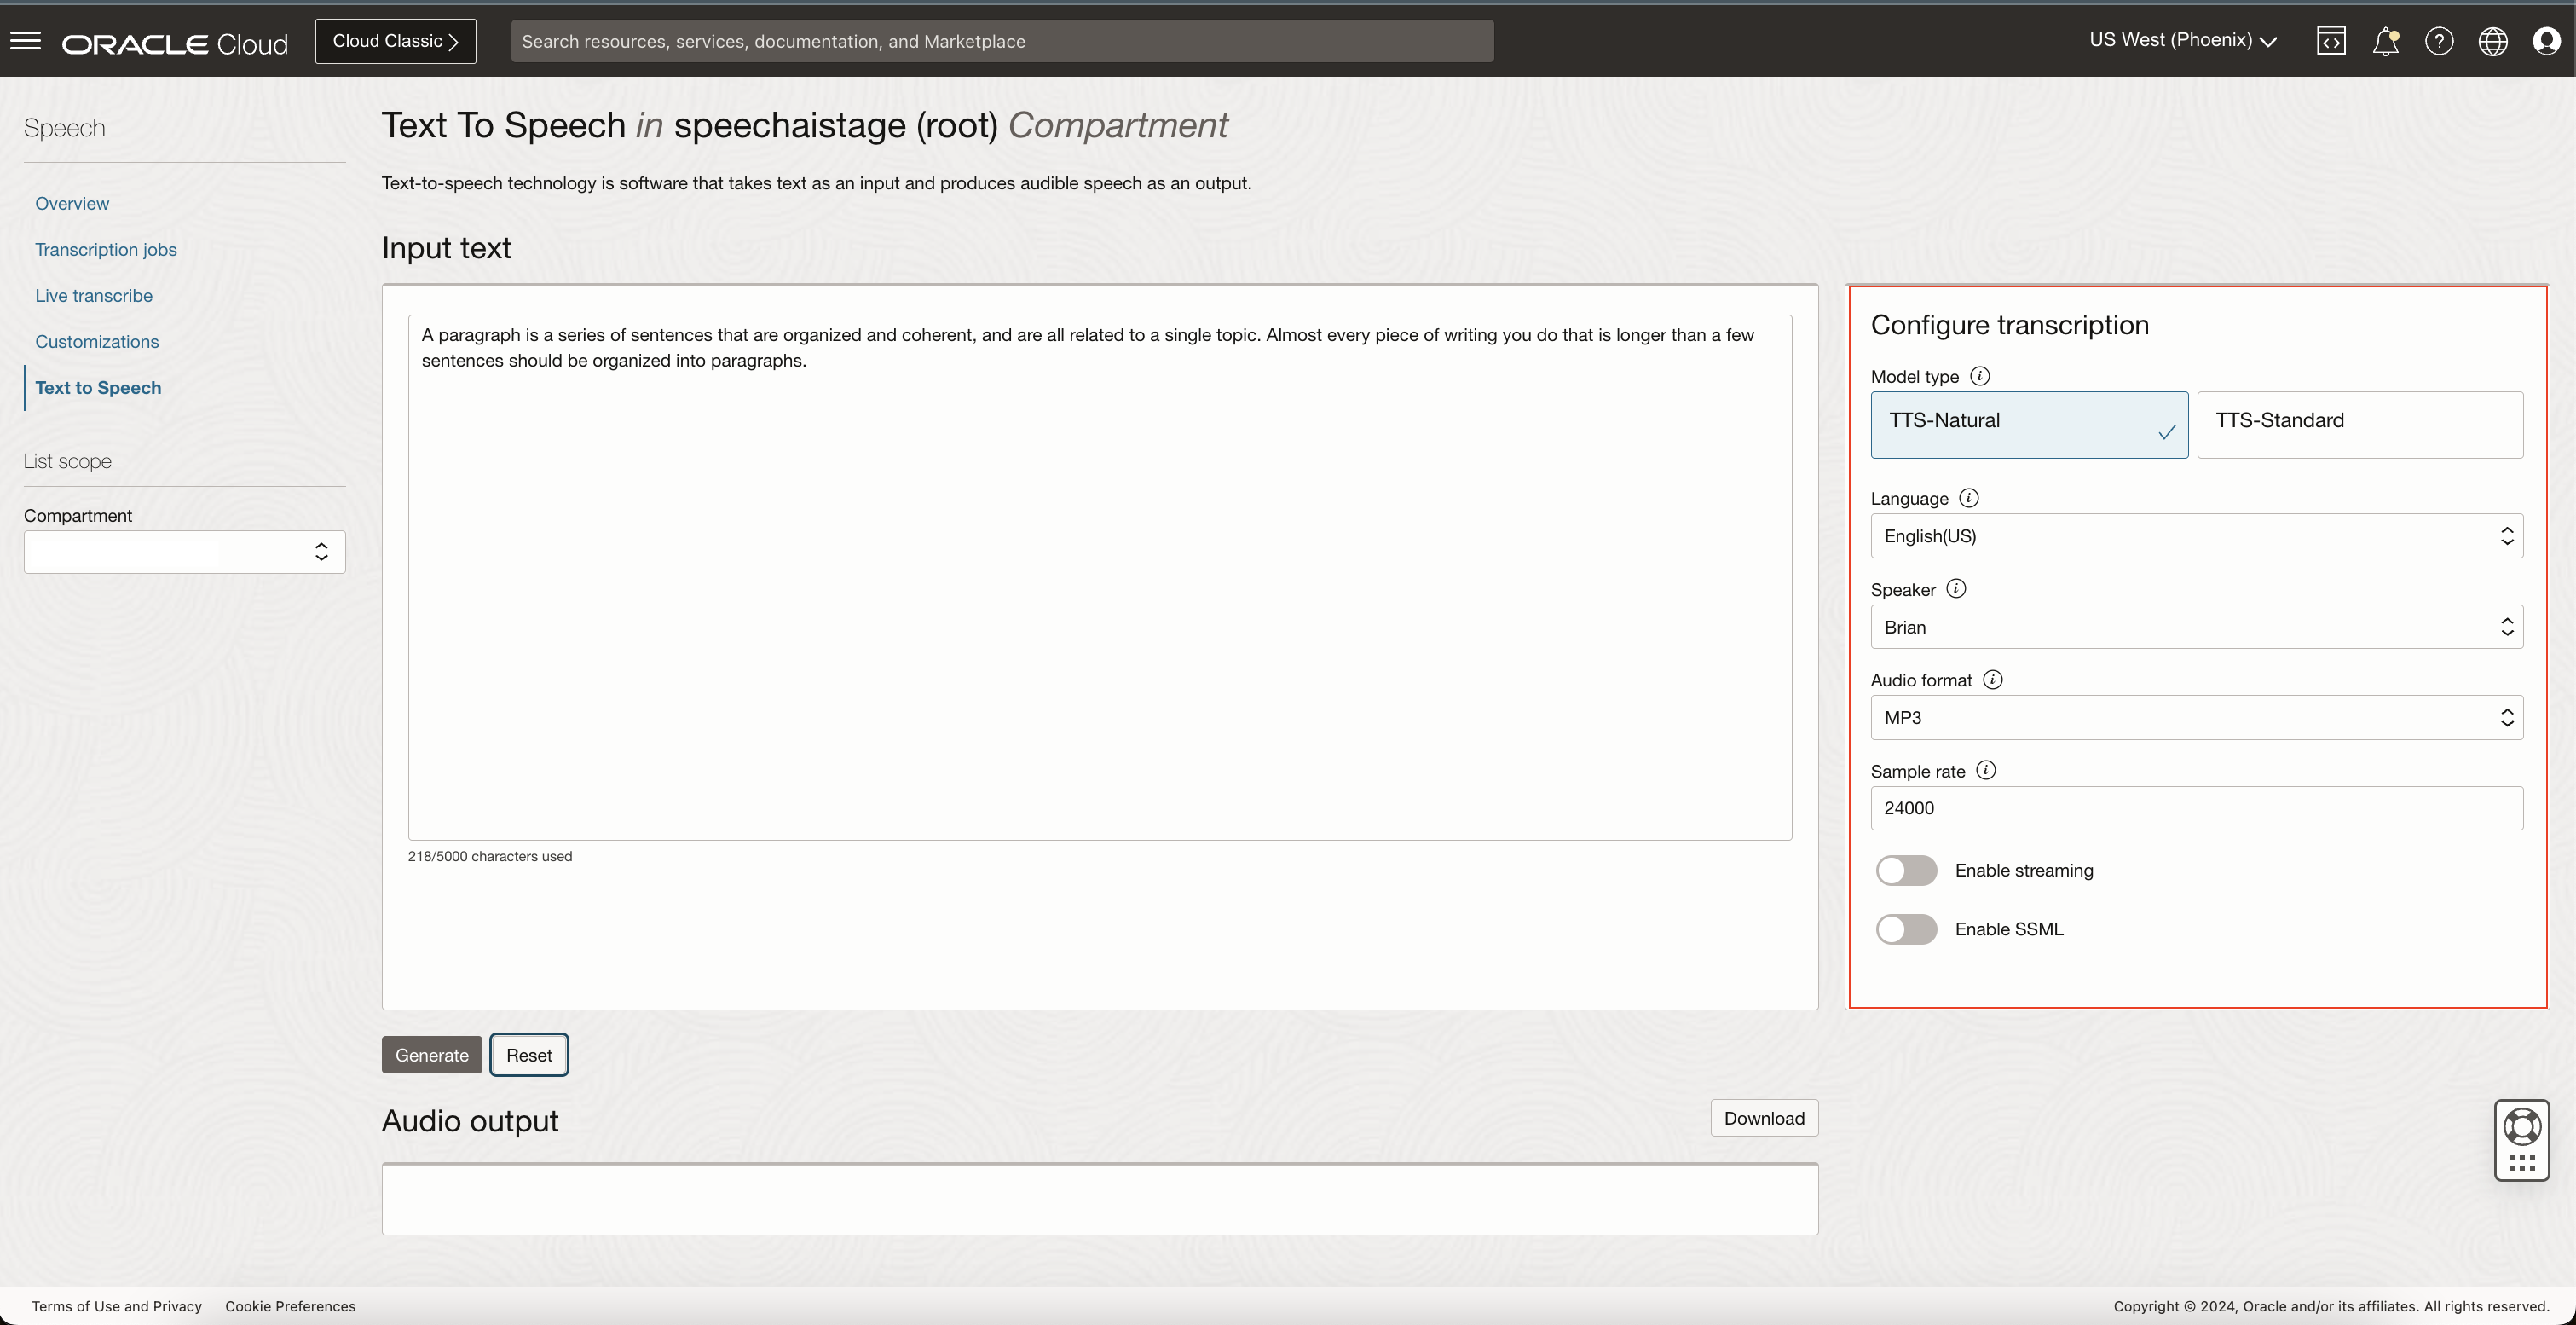 ORACLE Cloud
Cloud Classic
Search resources, services, documentation, and Marketplace
US West (Phoenix)
Speech
Overview
Transcription jobs
Live transcribe
Customizations
Text to Speech
List scope
Compartment
Text To Speech in speechaistage (root) Compartment
Text-to-speech technology is software that takes text as an input and produces audible speech as an output.
Input text
A paragraph is a series of sentences that are organized and coherent, and are all related to a single topic. Almost every piece of writing you do that is longer than a few
sentences should be organized into paragraphs.
218/5000 characters used
Configure transcription
Model type
TTS-Natural
TTS-Standard
Language
English(US)
Speaker
Brian
Audio format
MP3
Sample rate
24000
Enable streaming
Enable SSML
Generate
Reset
Audio output
Download
Terms of Use and Privacy
Cookie Preferences
Copyright © 2024, Oracle and/or its affiliates. All rights reserved.